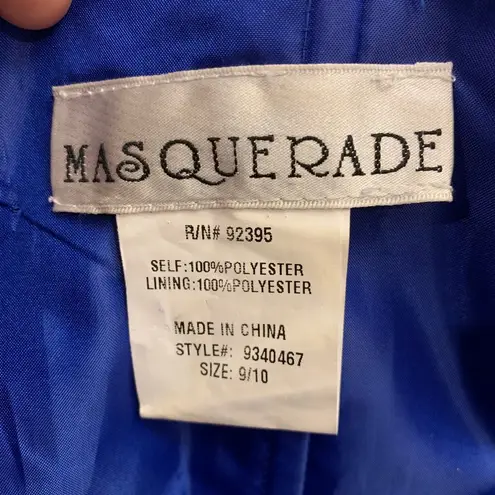 MASQUERADE
R/N# 92395
SELF:100%POLYESTER
LINING:100%POLYESTER
MADE IN CHINA
STYLE#: 9340467
SIZE: 9/10